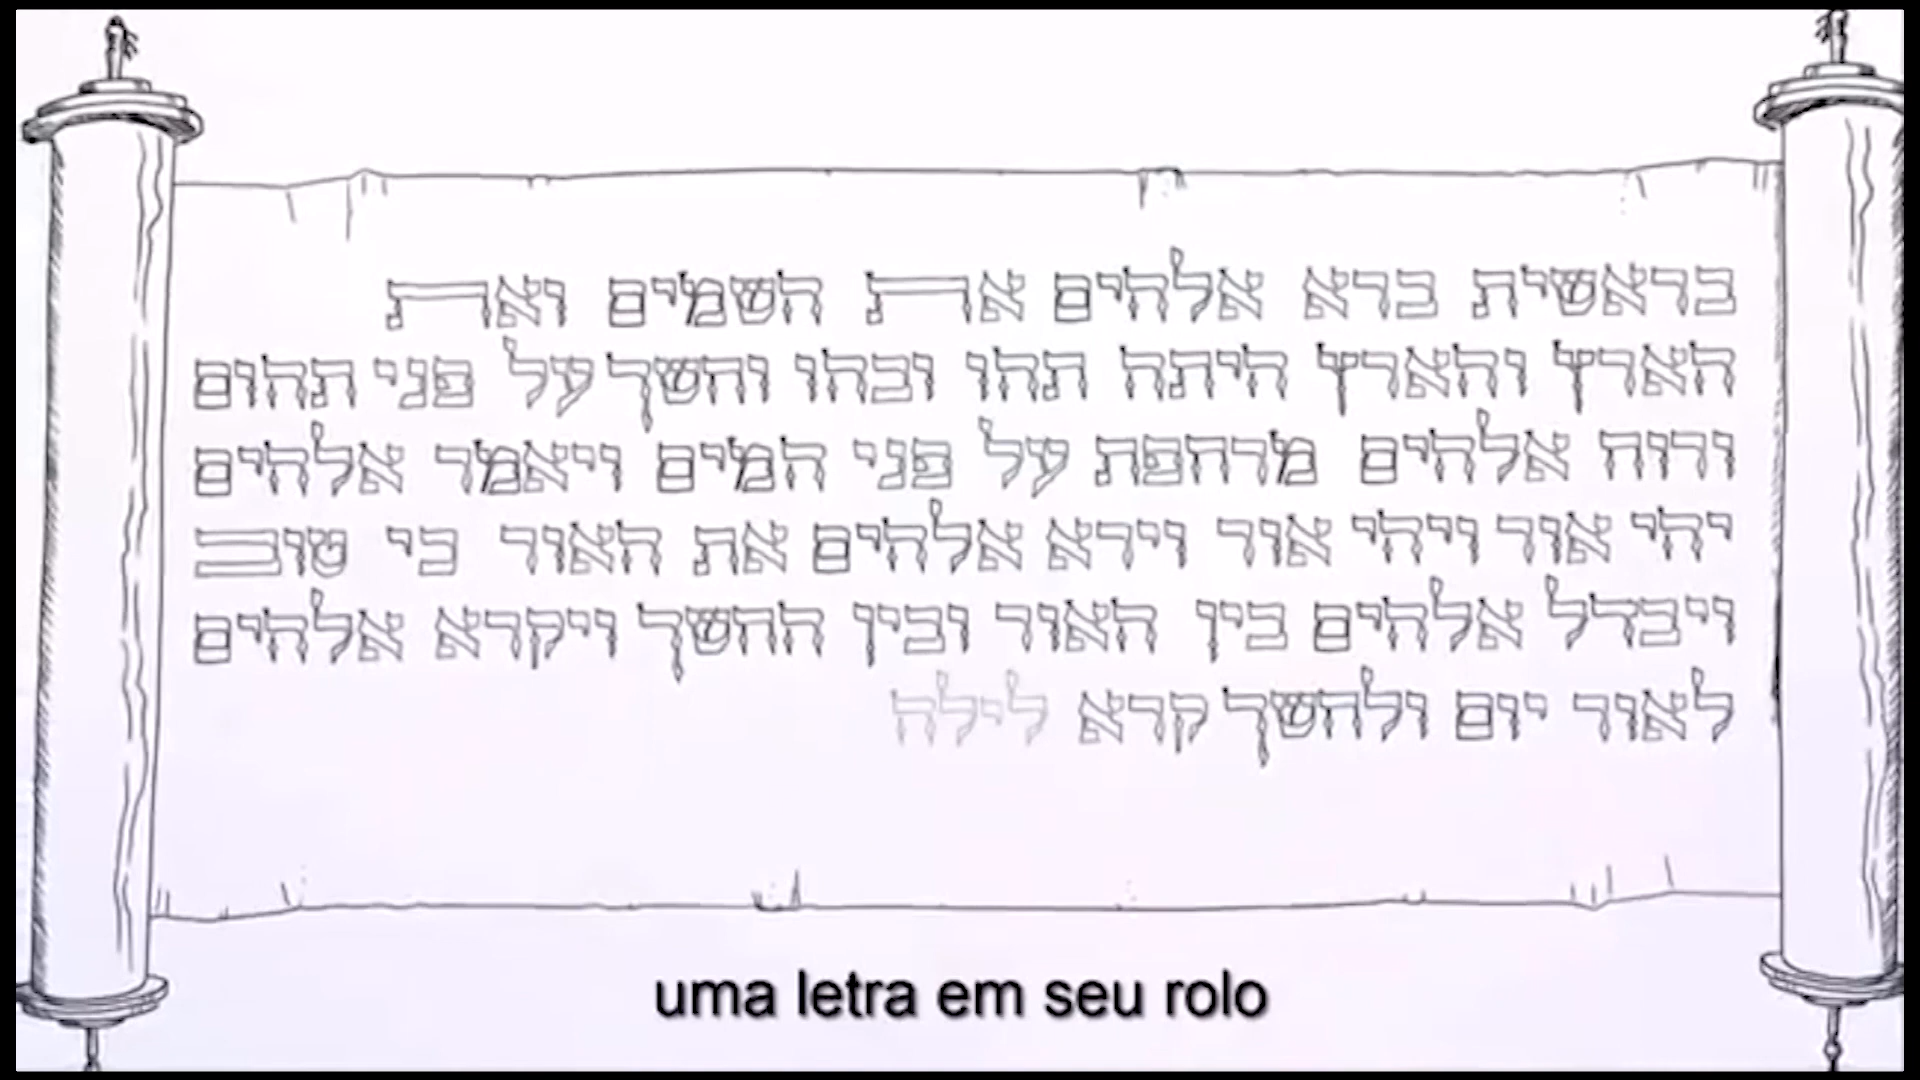 בראשית ברא אלהים את השמים ואת
הארץ והארץ היתה תהו ובהו וחשך על פני תהום
ורוח אלהים מרחפת על פני המים ויאמר אלהים
יהי אור ויהי אור וירא אלהים את האור כי טוב
ויבדל אלהים בין האור ובין החשך ויקרא אלהים
לאור יום ולחשך קרא לילה
uma letra em seu rolo